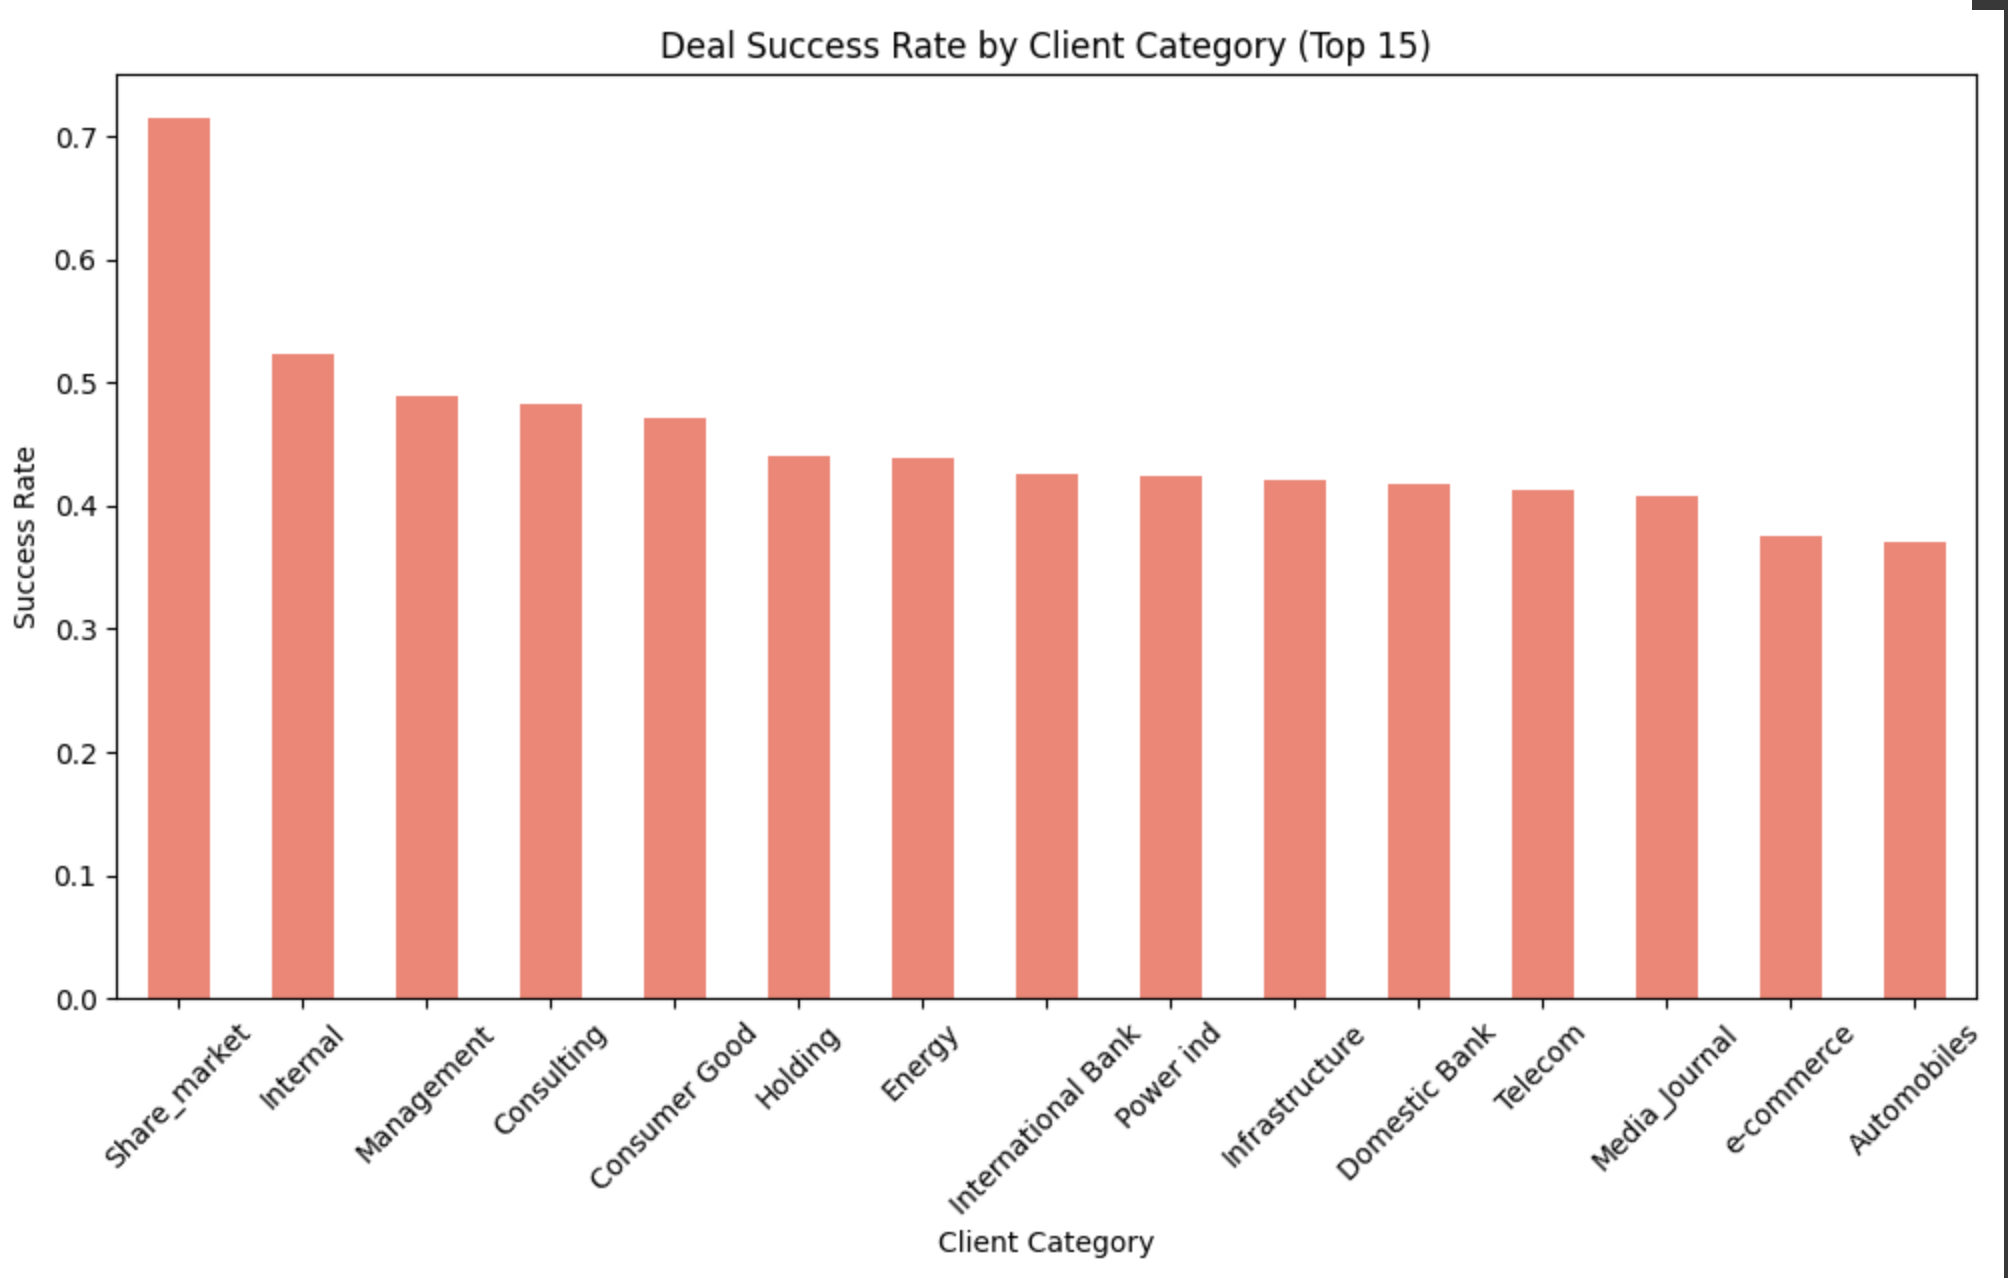 Deal Success Rate by Client Category (Top 15)
Success Rate
0.7
0.6
0.5
0.4
0.3
0.2
0.1
0.0
Share_market
Internal
Management
Consulting
Consumer Good
Holding
Energy
International Bank
Power ind
Infrastructure
Domestic Bank
Telecom
Media_Journal
e-commerce
Automobiles
Client Category